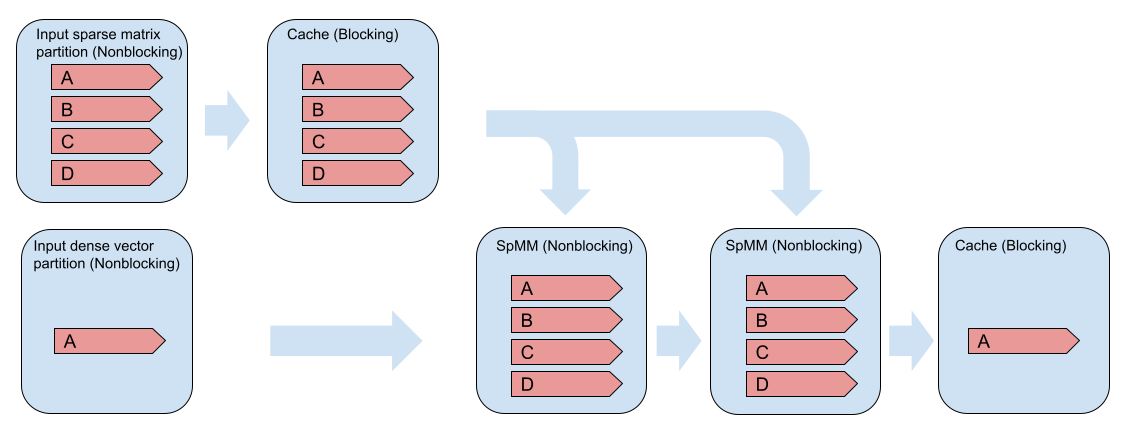 Input sparse matrix
partition (Nonblocking)
A
B
C
D
Cache (Blocking)
A
B
C
D
Input dense vector
partition (Nonblocking)
A
SpMM (Nonblocking)
A
B
C
D
SpMM (Nonblocking)
A
B
C
D
Cache (Blocking)
A